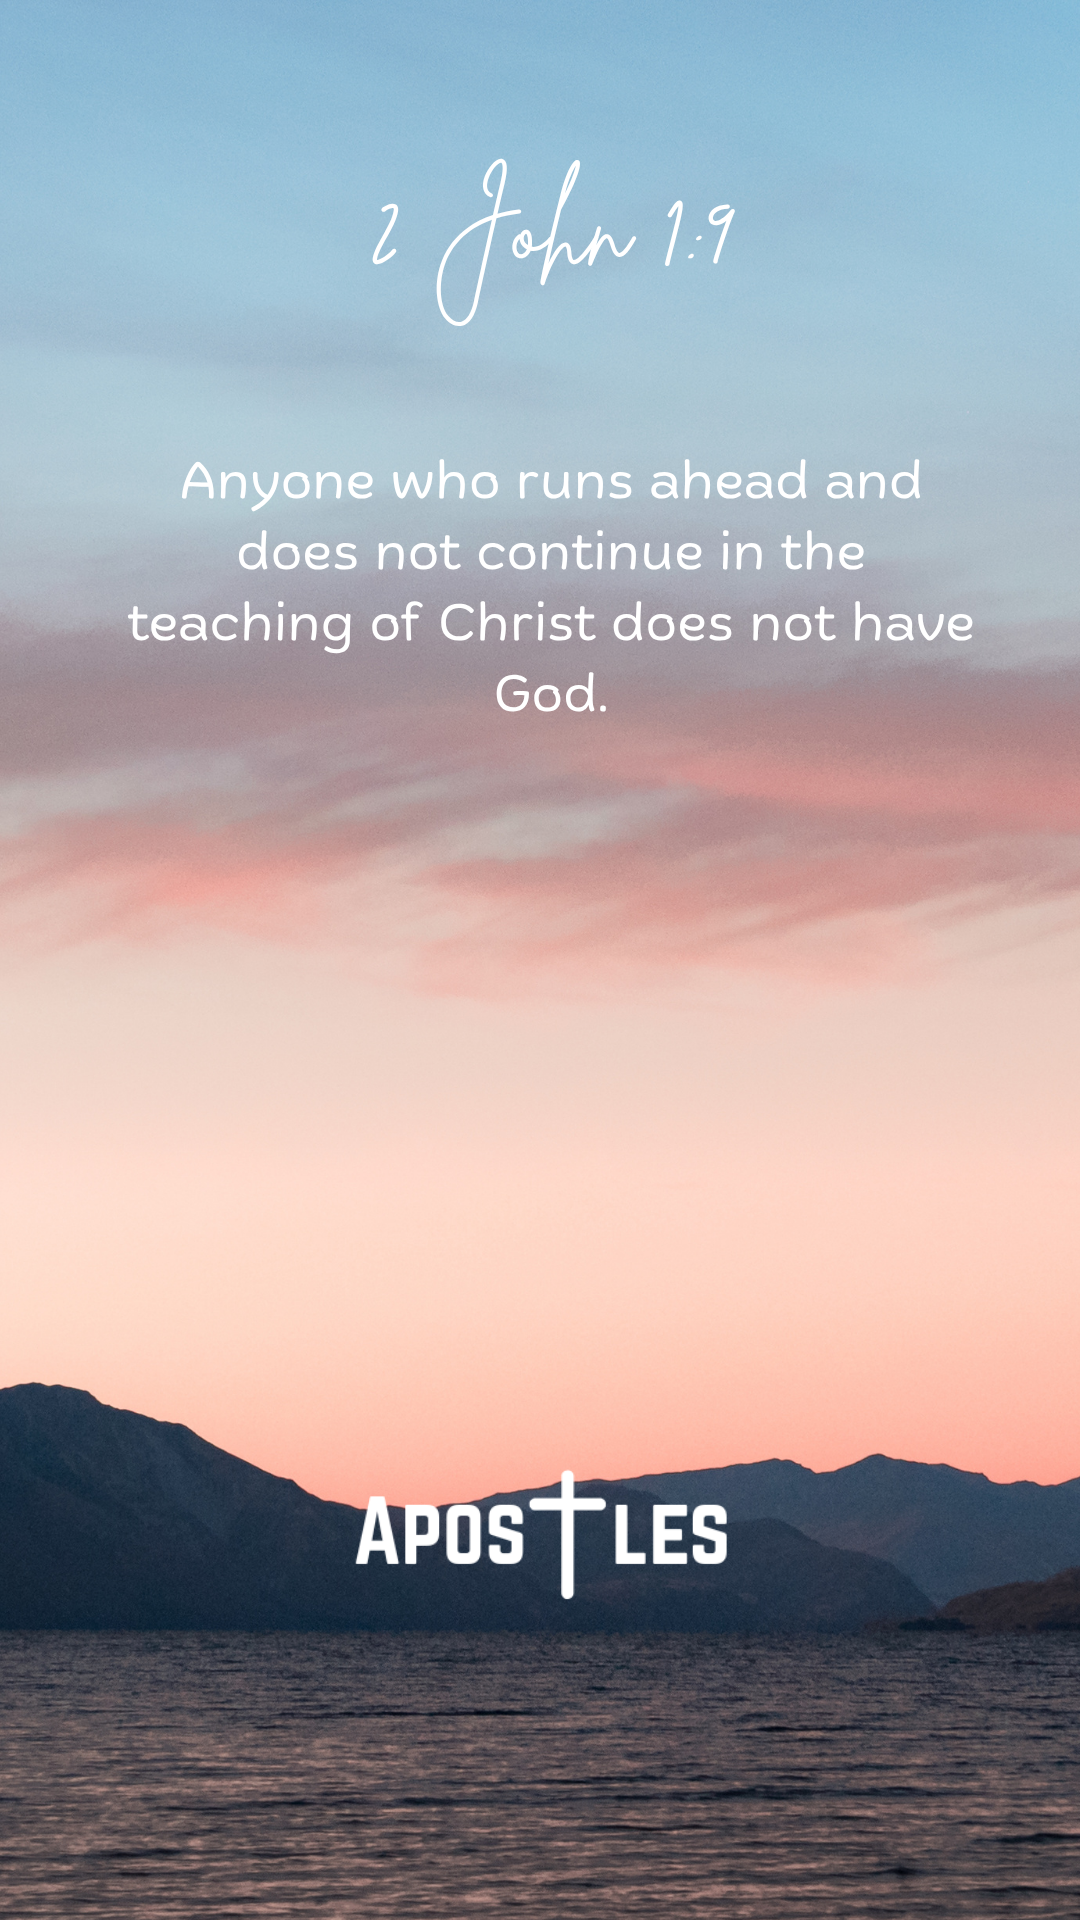 2 John 1:9
Anyone who runs ahead and
does not continue in the
teaching of Christ does not have
God.
APOSTLES